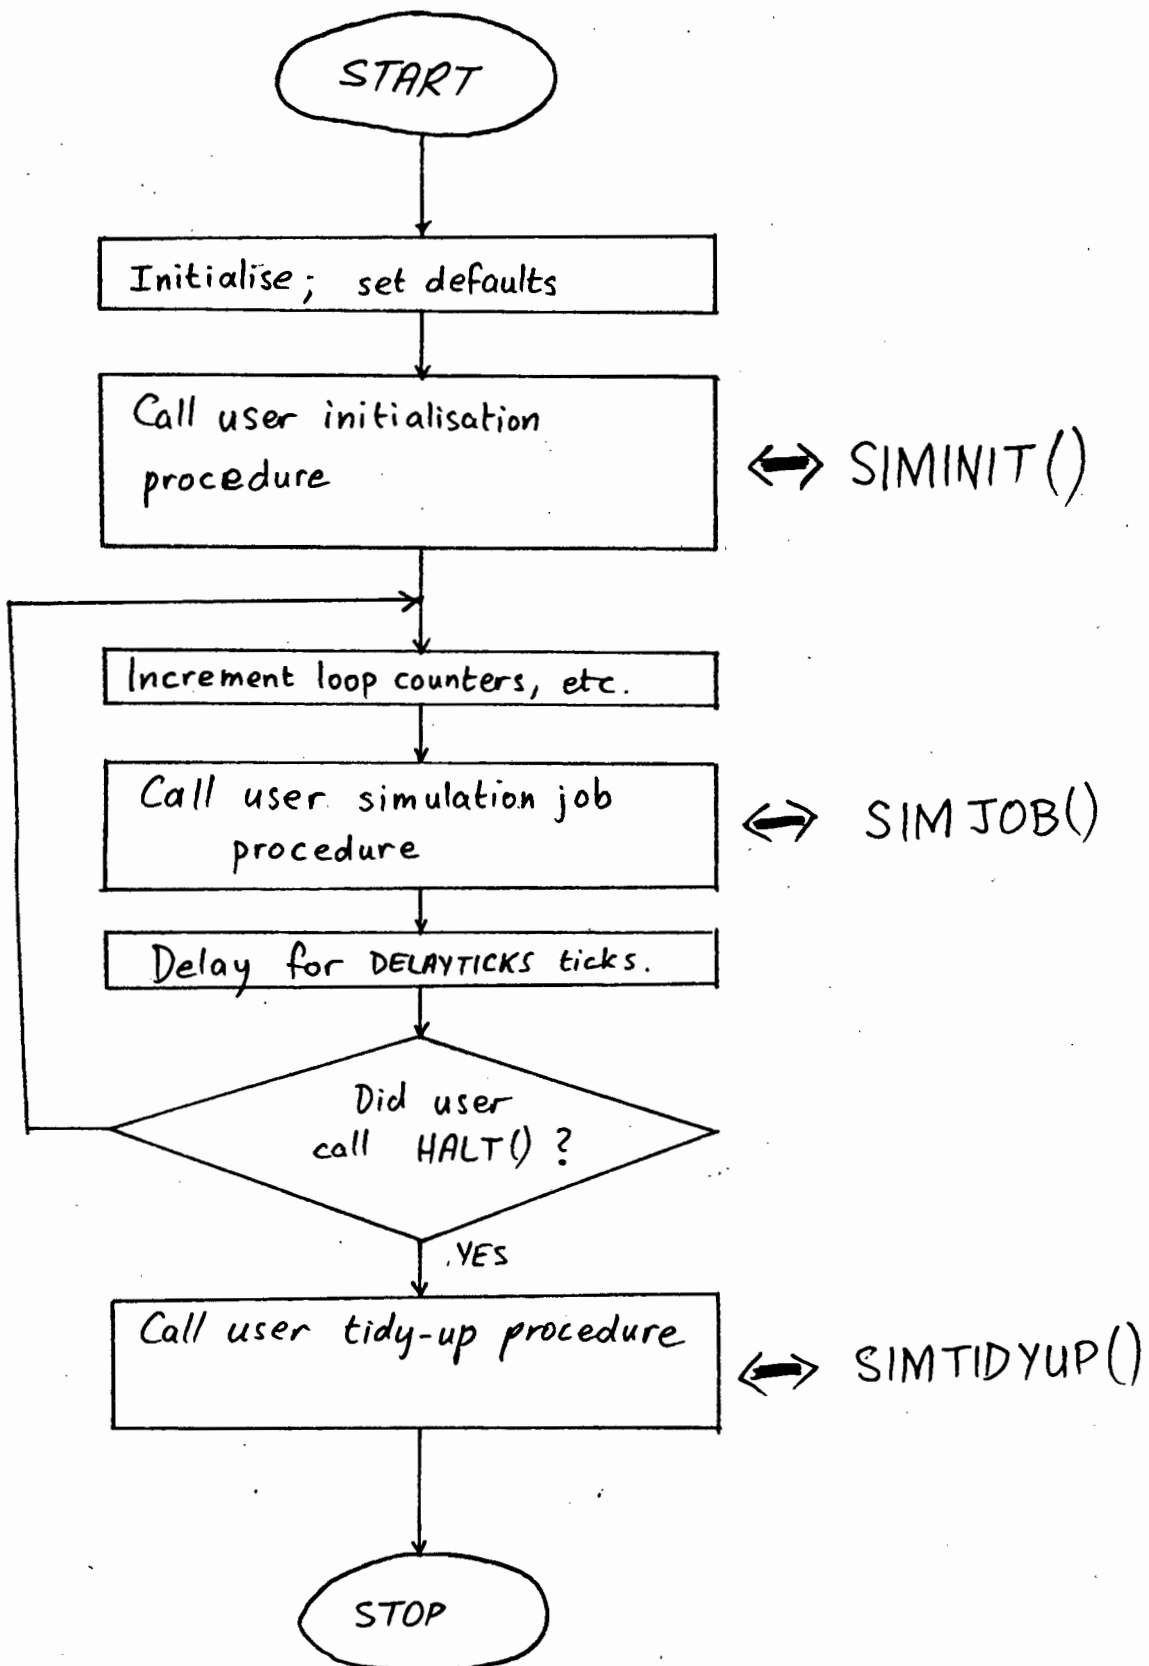 START
Initialise; set defaults
Call user initialisation
procedure
SIMINIT()
Increment loop counters, etc.
Call user simulation job
procedure
SIMJOB()
Delay for DELAYTICKS ticks.
Did user
call HALT() ?
YES
Call user tidy-up procedure
SIMTIDYUP()
STOP